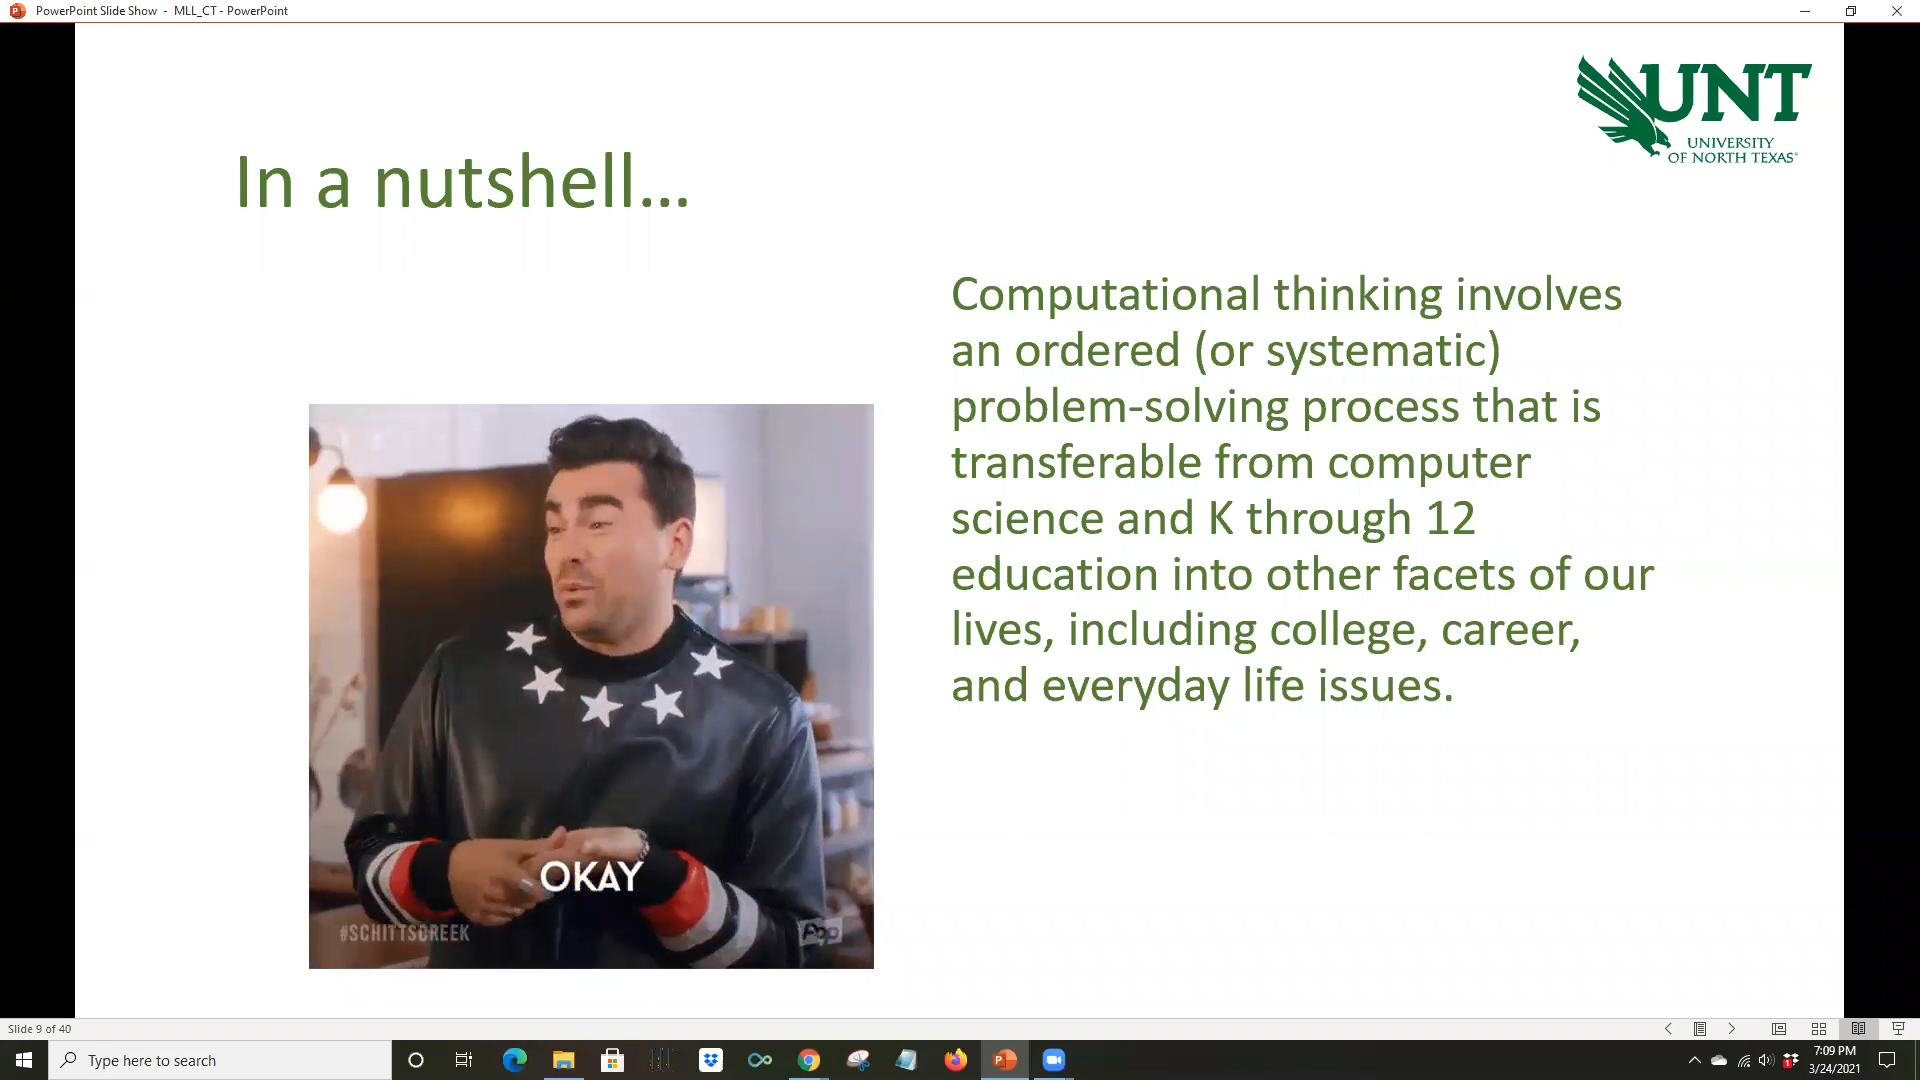 PowerPoint Slide Show - MLL_CT - PowerPoint
UNT
UNIVERSITY
OF NORTH TEXAS®
In a nutshell...
Computational thinking involves
an ordered (or systematic)
problem-solving process that is
transferable from computer
science and K through 12
education into other facets of our
lives, including college, career,
and everyday life issues.
OKAY
#SCHITTSCREEK
Pop
Slide 9 of 40
Type here to search
7:09 PM
3/24/2021